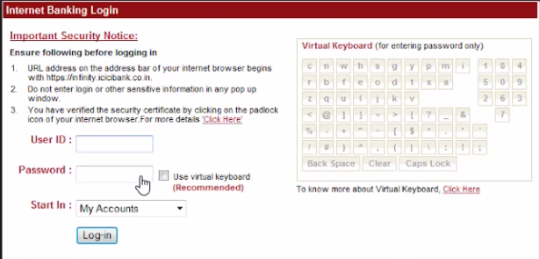 Internet Banking Login
Important Security Notice:
Ensure following before logging in
1. URL address on the address bar of your internet browser begins
with https://infinity.icicibank.co.in.
2. Do not enter login or other sensitive information in any pop up
window.
3. You have verified the security certificate by clicking on the padlock
icon of your internet browser.For more details 'Click Here'
User ID :
Password :
Use virtual keyboard
(Recommended)
Start In :
My Accounts
Log-in
Virtual Keyboard (for entering password only)
c n w h s g y p m i 1 8 4
r b f e o d t x a 5 0 9
z q u l j k v 2 6 3
< @ ] } > ( ? _ & 7
Back Space Clear Caps Lock
To know more about Virtual Keyboard, Click Here